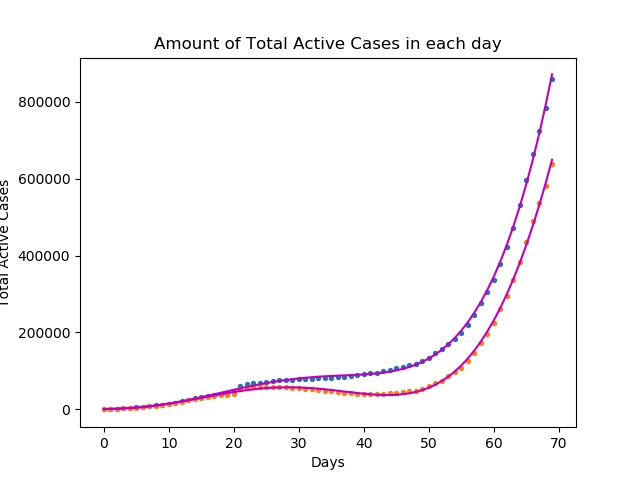 Amount of Total Active Cases in each day
800000
600000
400000
200000
0
Total Active Cases
0 10 20 30 40 50 60 70
Days